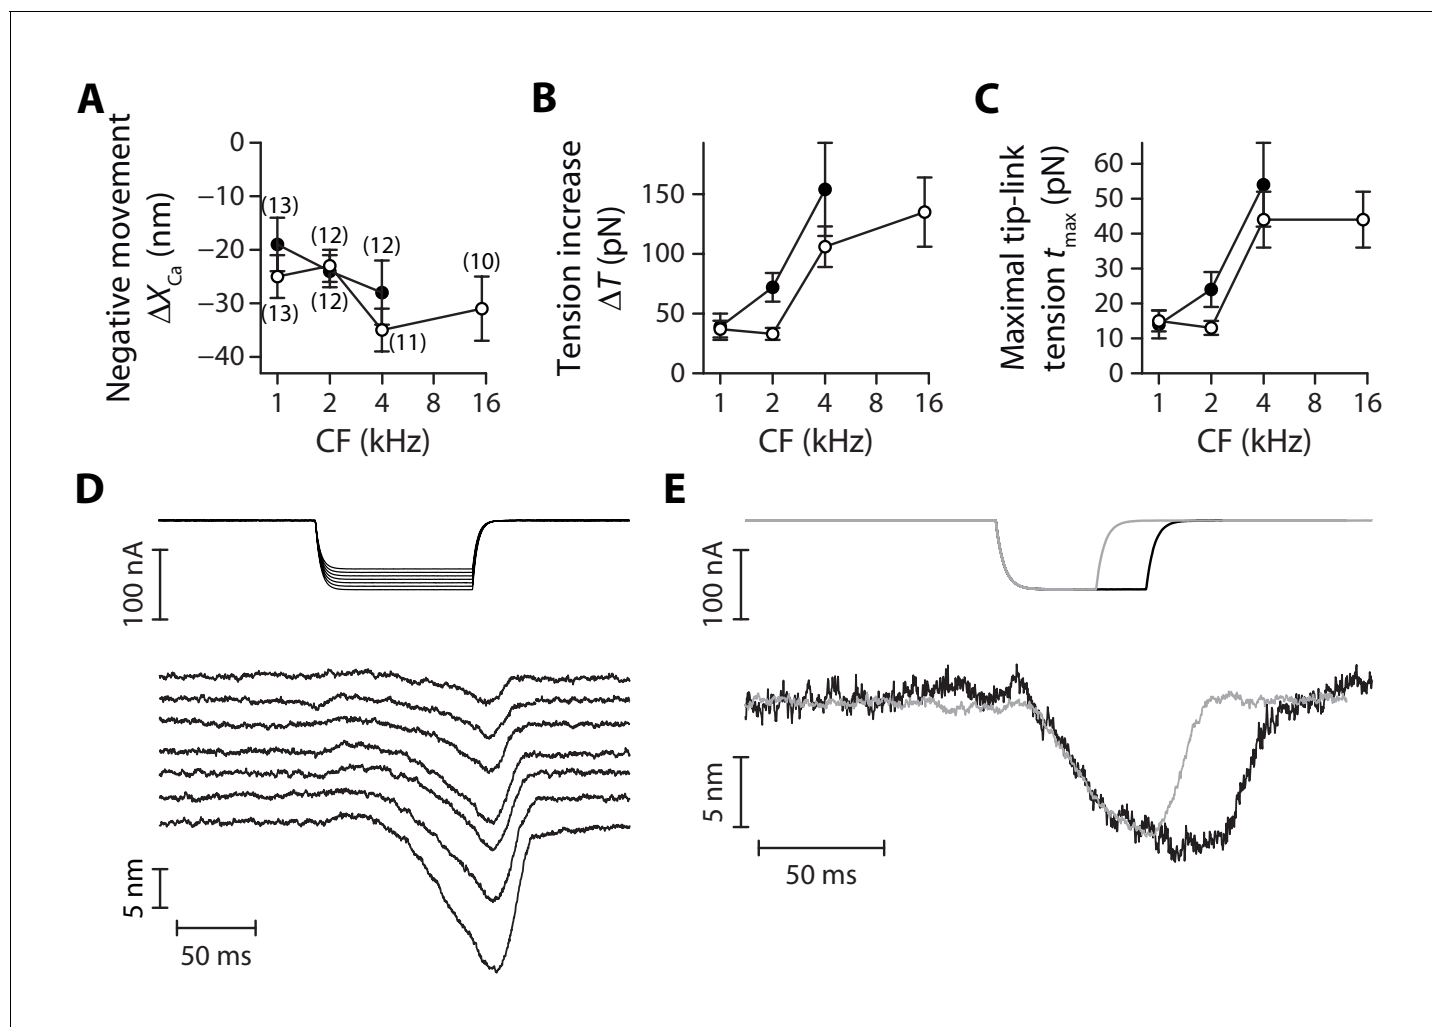 A
Negative movement
ΔX_Ca (nm)
0
−10
−20
−30
−40
(13)
(13)
(12)
(12)
(12)
(11)
(10)
1 2 4 8 16
CF (kHz)
B
Tension increase
ΔT (pN)
150
100
50
0
1 2 4 8 16
CF (kHz)
C
Maximal tip-link
tension t_max (pN)
60
50
40
30
20
10
0
1 2 4 8 16
CF (kHz)
D
100 nA
5 nm
50 ms
E
100 nA
5 nm
50 ms